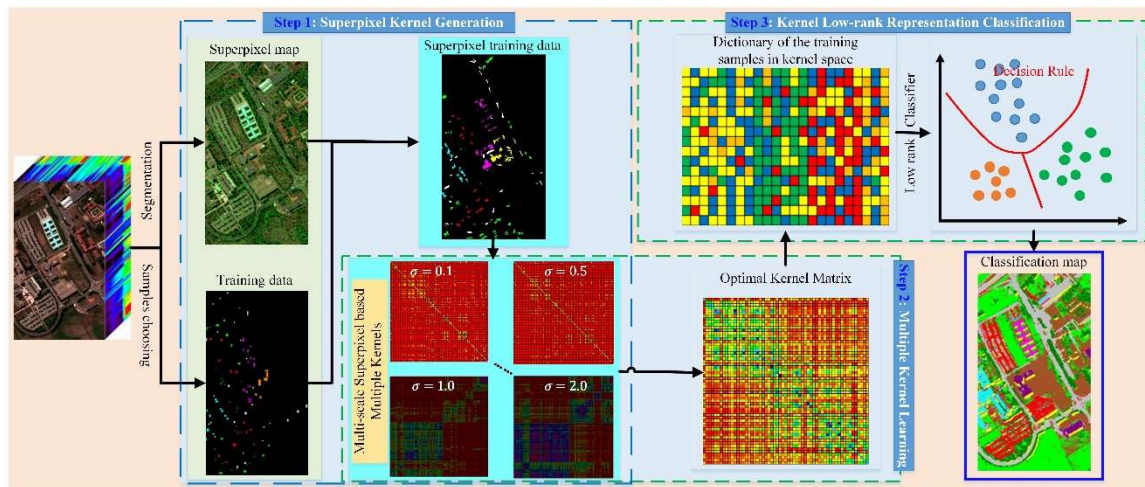 Step 1: Superpixel Kernel Generation
Superpixel map
Superpixel training data
Segmentation
Samples choosing
Training data
Multi-scale Superpixel based
Multiple Kernels
σ = 0.1
σ = 0.5
σ = 1.0
σ = 2.0
Step 2: Multiple Kernel Learning
Optimal Kernel Matrix
Step 3: Kernel Low-rank Representation Classification
Dictionary of the training
samples in kernel space
Low rank Classifier
Decision Rule
Classification map